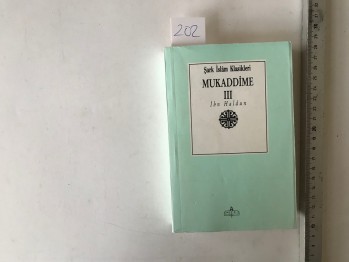 202
Şark İslâm Klasikleri
MUKADDİME
III
İbn Haldun